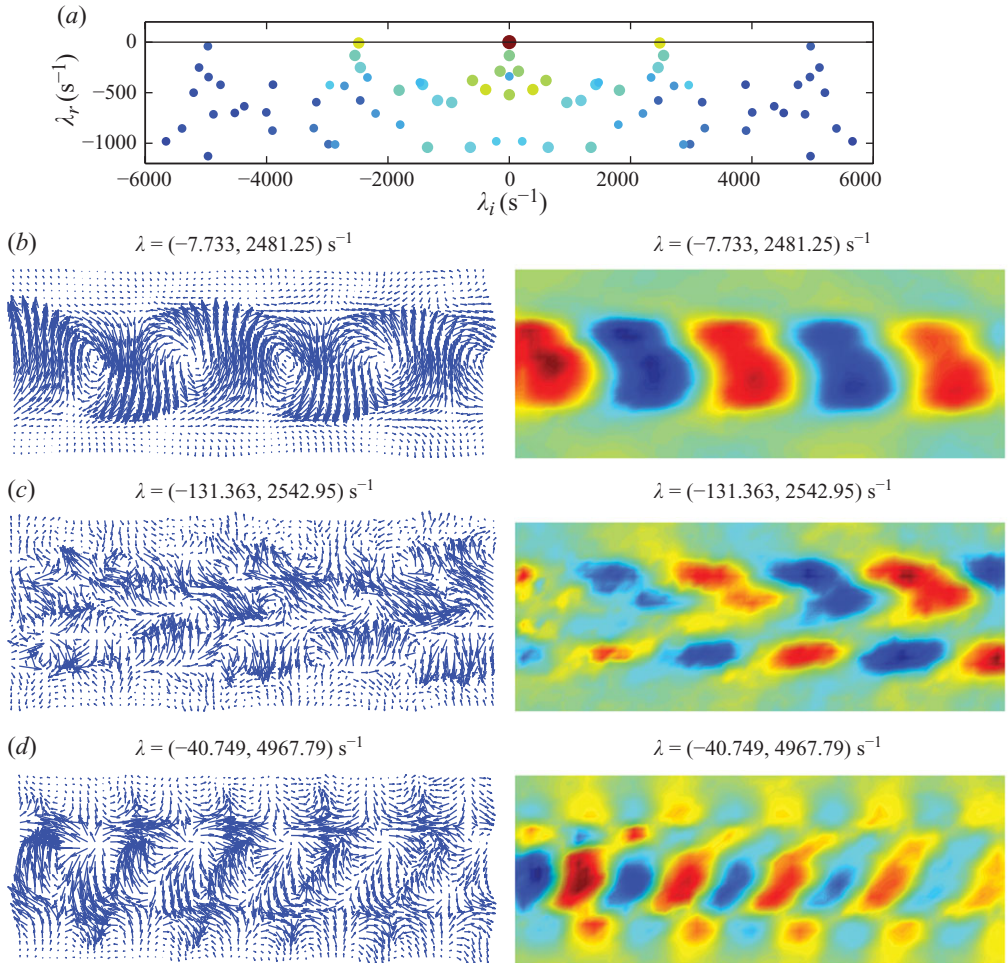 (a)
0
−500
−1000
λr (s−1)
−6000 −4000 −2000 0 2000 4000 6000
λi (s−1)
(b) λ = (−7.733, 2481.25) s−1 λ = (−7.733, 2481.25) s−1
(c) λ = (−131.363, 2542.95) s−1 λ = (−131.363, 2542.95) s−1
(d) λ = (−40.749, 4967.79) s−1 λ = (−40.749, 4967.79) s−1